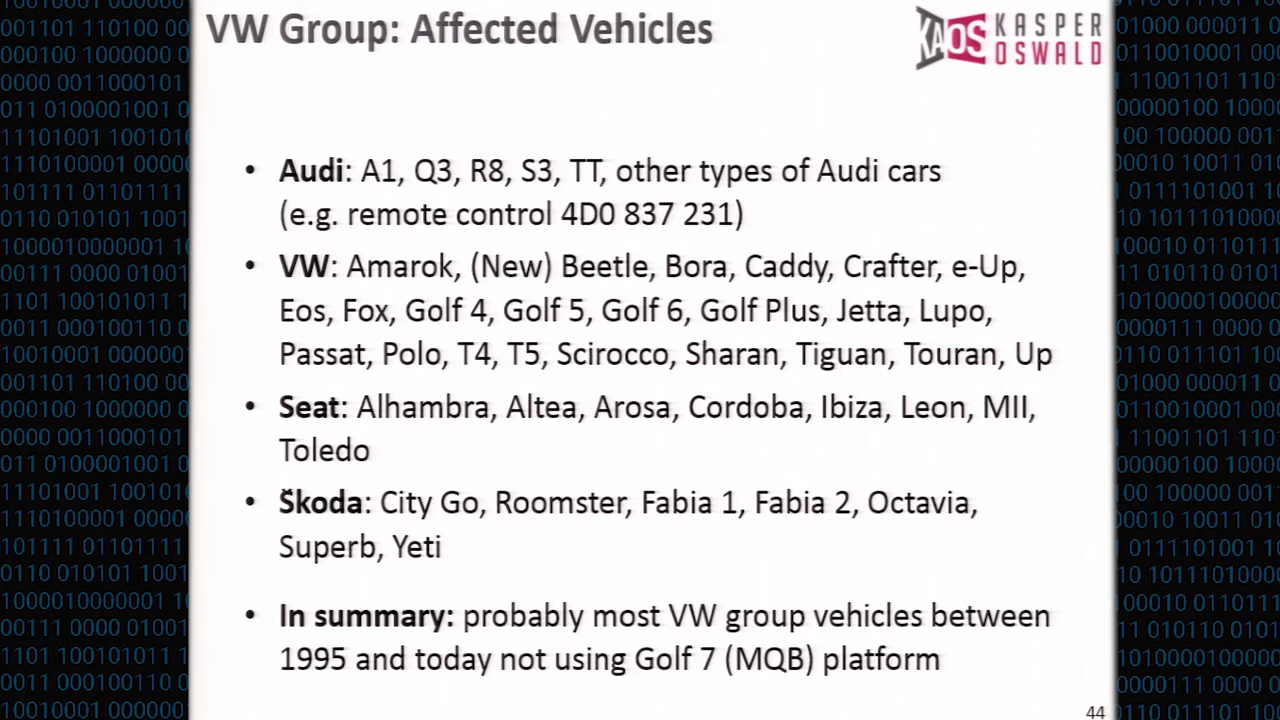 VW Group: Affected Vehicles
KAOS KASPER
OSWALD
• Audi: A1, Q3, R8, S3, TT, other types of Audi cars
(e.g. remote control 4D0 837 231)
• VW: Amarok, (New) Beetle, Bora, Caddy, Crafter, e-Up,
Eos, Fox, Golf 4, Golf 5, Golf 6, Golf Plus, Jetta, Lupo,
Passat, Polo, T4, T5, Scirocco, Sharan, Tiguan, Touran, Up
• Seat: Alhambra, Altea, Arosa, Cordoba, Ibiza, Leon, MII,
Toledo
• Škoda: City Go, Roomster, Fabia 1, Fabia 2, Octavia,
Superb, Yeti
• In summary: probably most VW group vehicles between
1995 and today not using Golf 7 (MQB) platform
44